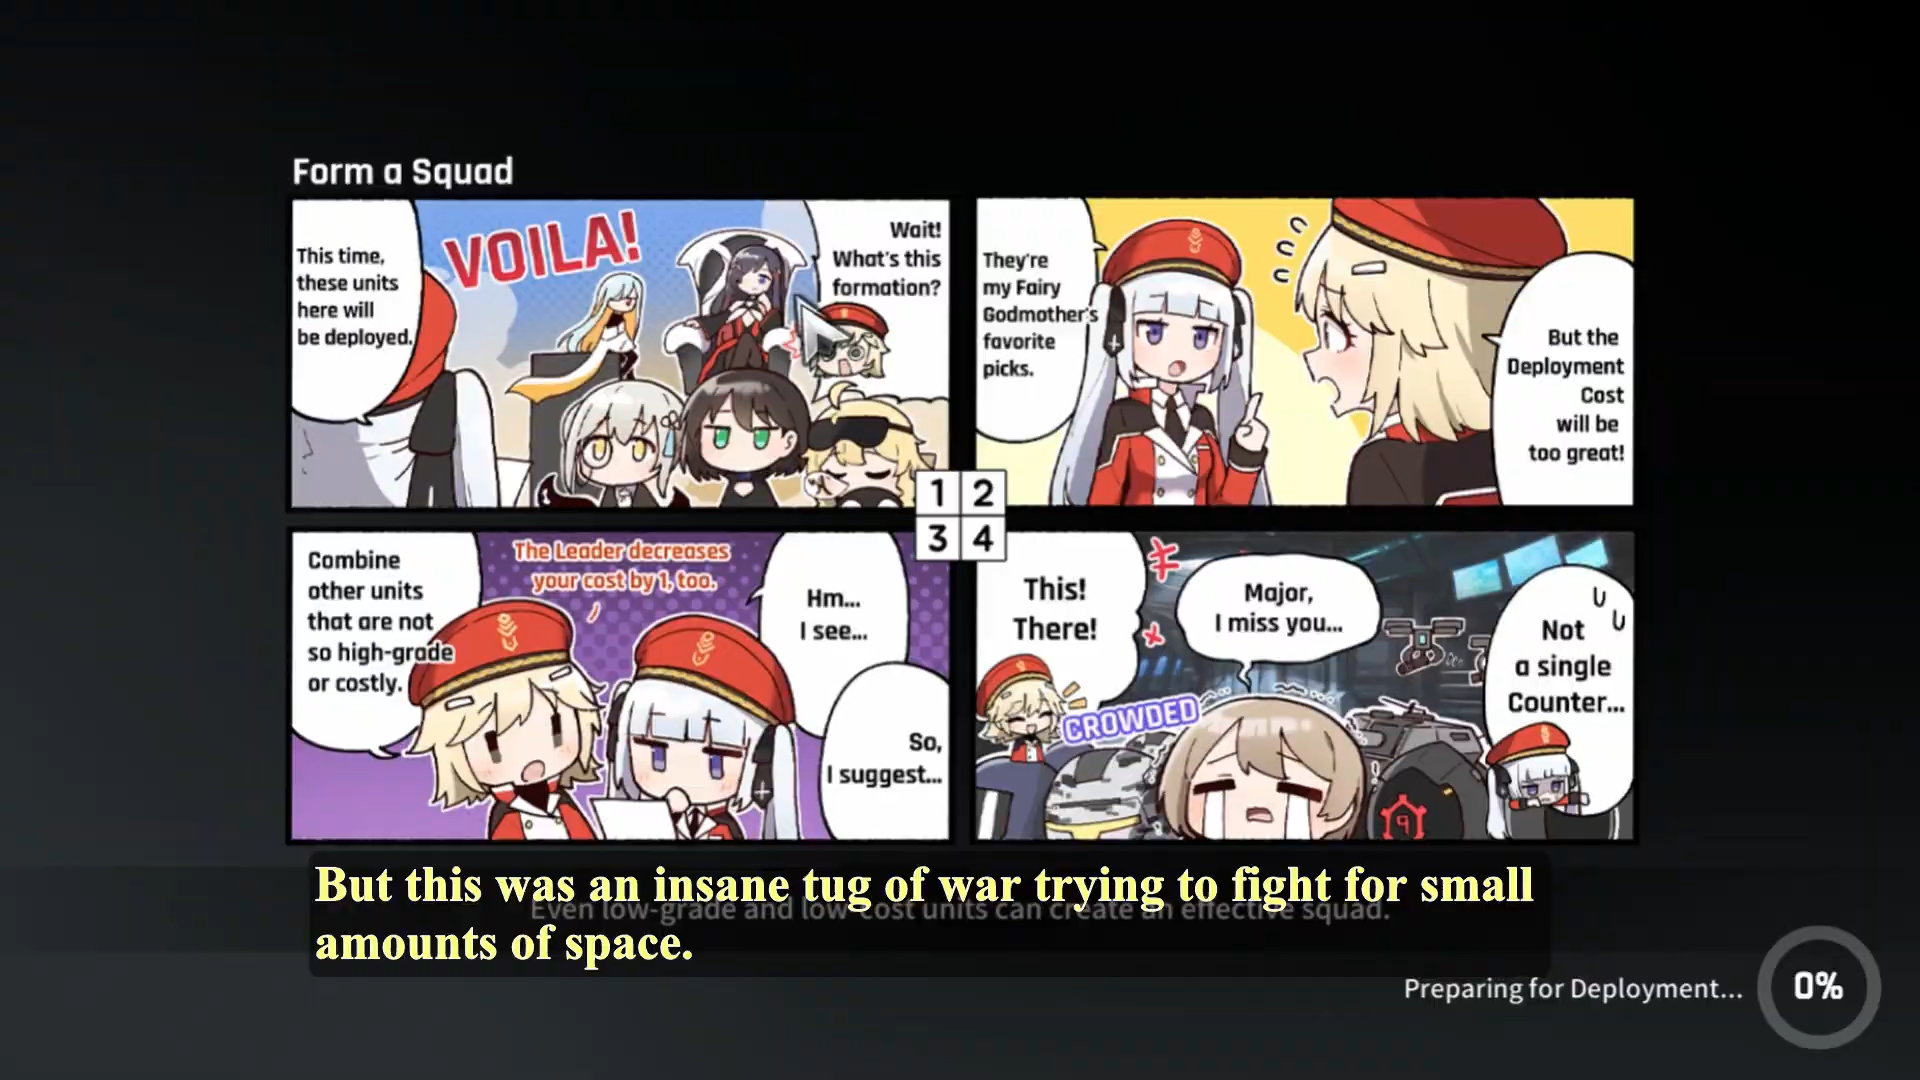 Form a Squad
This time,
these units
here will
be deployed.
VOILA!
Wait!
What's this
formation?
They're
my Fairy
Godmother's
favorite
picks.
But the
Deployment
Cost
will be
too great!
1 2
3 4
Combine
other units
that are not
so high-grade
or costly.
The Leader decreases
your cost by 1, too.
Hm...
I see...
So,
I suggest...
This!
There!
CROWDED
Major,
I miss you...
Not
a single
Counter...
9
But this was an insane tug of war trying to fight for small
amounts of space.
Even low-grade and low-cost units can create an effective squad.
Preparing for Deployment...
0%